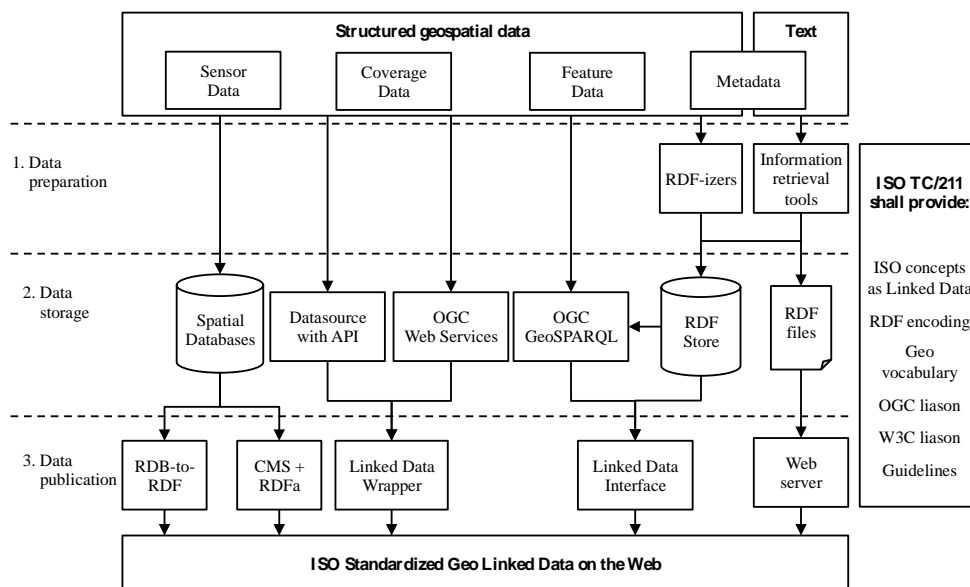 Structured geospatial data
Text
Sensor
Data
Coverage
Data
Feature
Data
Metadata
1. Data
preparation
RDF-izers
Information
retrieval
tools
ISO TC/211
shall provide:
ISO concepts
as Linked Data
RDF encoding
Geo
vocabulary
OGC liason
W3C liason
Guidelines
2. Data
storage
Spatial
Databases
Datasource
with API
OGC
Web Services
OGC
GeoSPARQL
RDF
Store
RDF
files
3. Data
publication
RDB-to-
RDF
CMS +
RDFa
Linked Data
Wrapper
Linked Data
Interface
Web
server
ISO Standardized Geo Linked Data on the Web